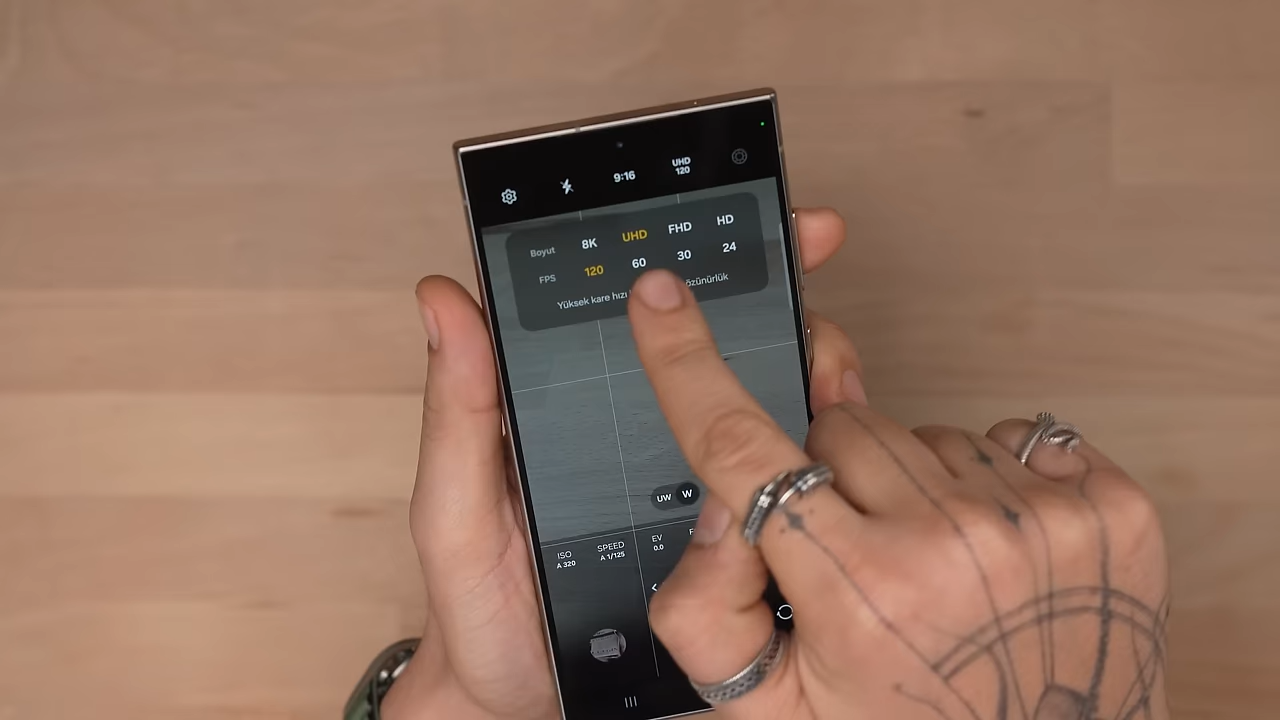 9:16
UHD
120
Boyut 8K UHD FHD HD
FPS 120 60 30 24
Yüksek kare hızı
UW W
ISO SPEED EV
A 320 A 1/125 0.0